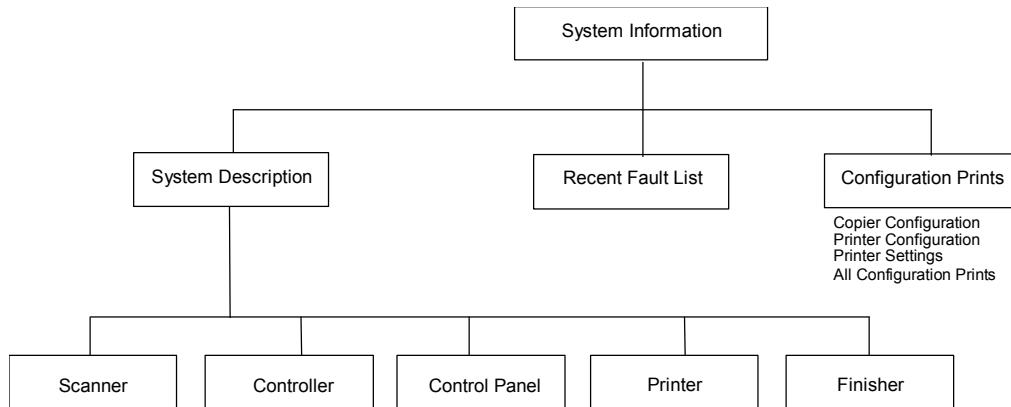 System Information
System Description
Recent Fault List
Configuration Prints
Copier Configuration
Printer Configuration
Printer Settings
All Configuration Prints
Scanner
Controller
Control Panel
Printer
Finisher